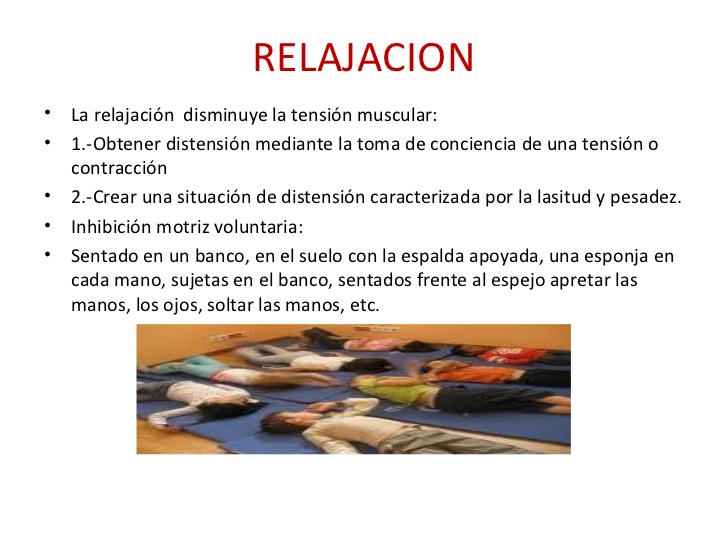 RELAJACION
• La relajación  disminuye la tensión muscular:
• 1.-Obtener distensión mediante la toma de conciencia de una tensión o
contracción
• 2.-Crear una situación de distensión caracterizada por la lasitud y pesadez.
• Inhibición motriz voluntaria:
• Sentado en un banco, en el suelo con la espalda apoyada, una esponja en
cada mano, sujetas en el banco, sentados frente al espejo apretar las
manos, los ojos, soltar las manos, etc.